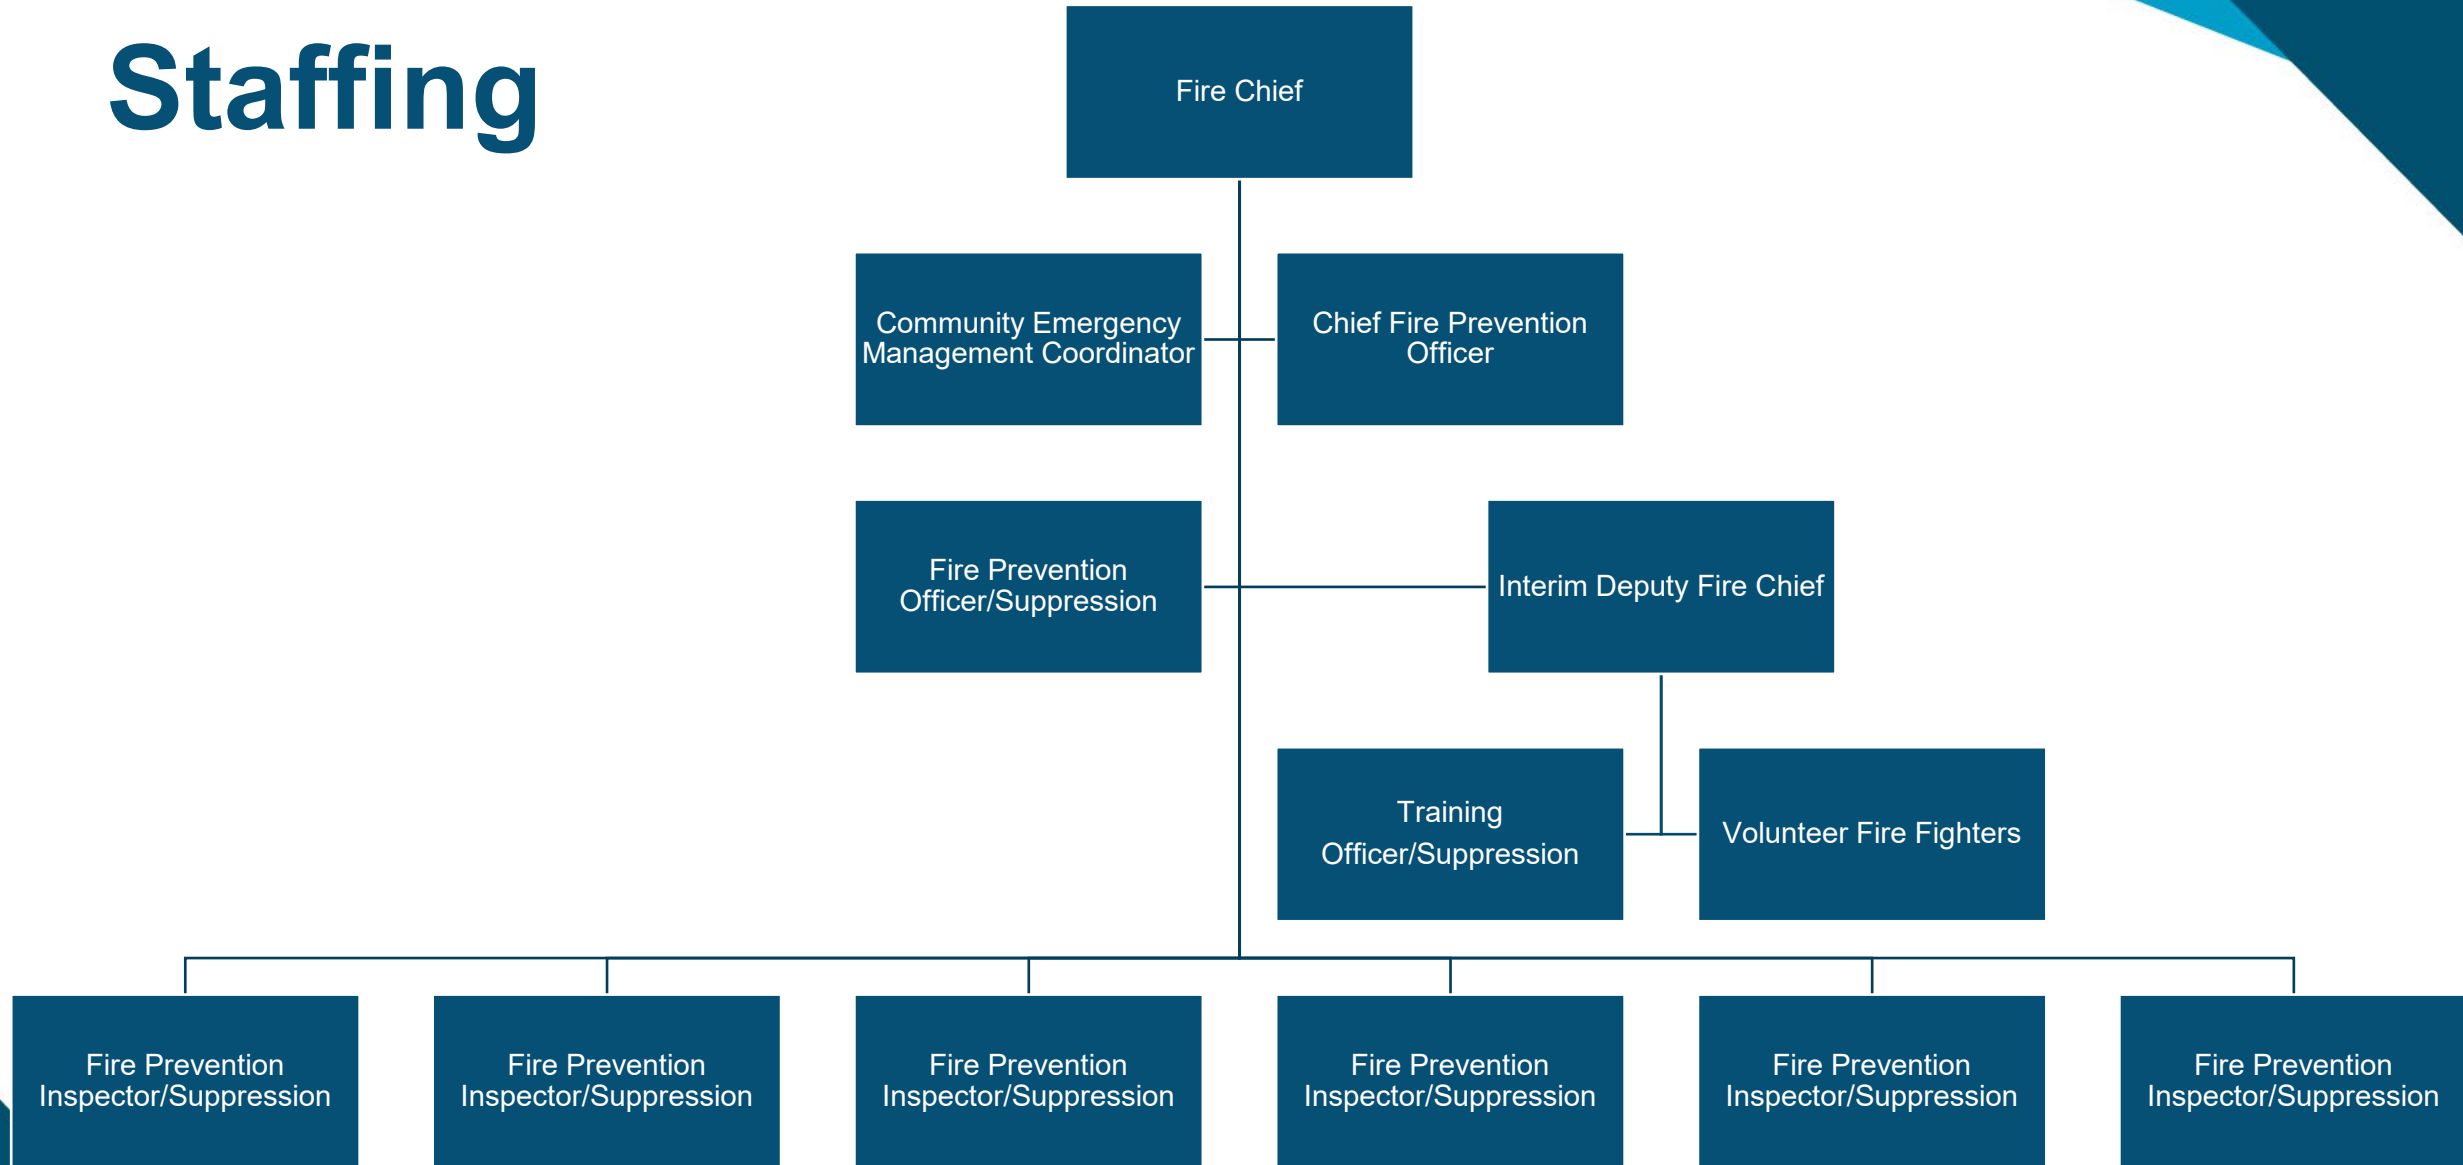 Staffing
Fire Chief
Community Emergency
Management Coordinator
Chief Fire Prevention
Officer
Fire Prevention
Officer/Suppression
Interim Deputy Fire Chief
Training
Officer/Suppression
Volunteer Fire Fighters
Fire Prevention
Inspector/Suppression
Fire Prevention
Inspector/Suppression
Fire Prevention
Inspector/Suppression
Fire Prevention
Inspector/Suppression
Fire Prevention
Inspector/Suppression
Fire Prevention
Inspector/Suppression